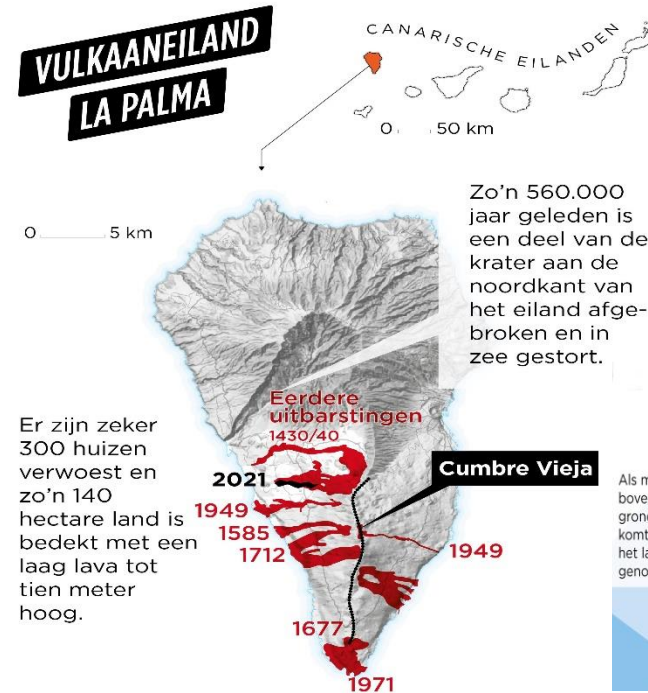 VULKAANEILAND
LA PALMA
CANARISCHE EILANDEN
0 50 km
0 5 km
Zo'n 560.000
jaar geleden is
een deel van de
krater aan de
noordkant van
het eiland afge-
broken en in
zee gestort.
Eerdere
uitbarstingen
1430/40
Er zijn zeker
300 huizen
verwoest en
zo'n 140
hectare land is
bedekt met een
laag lava tot
tien meter
hoog.
2021
Cumbre Vieja
1949
1585
1712
1949
1677
1971
Als m
bove
gron
komt
het la
geno